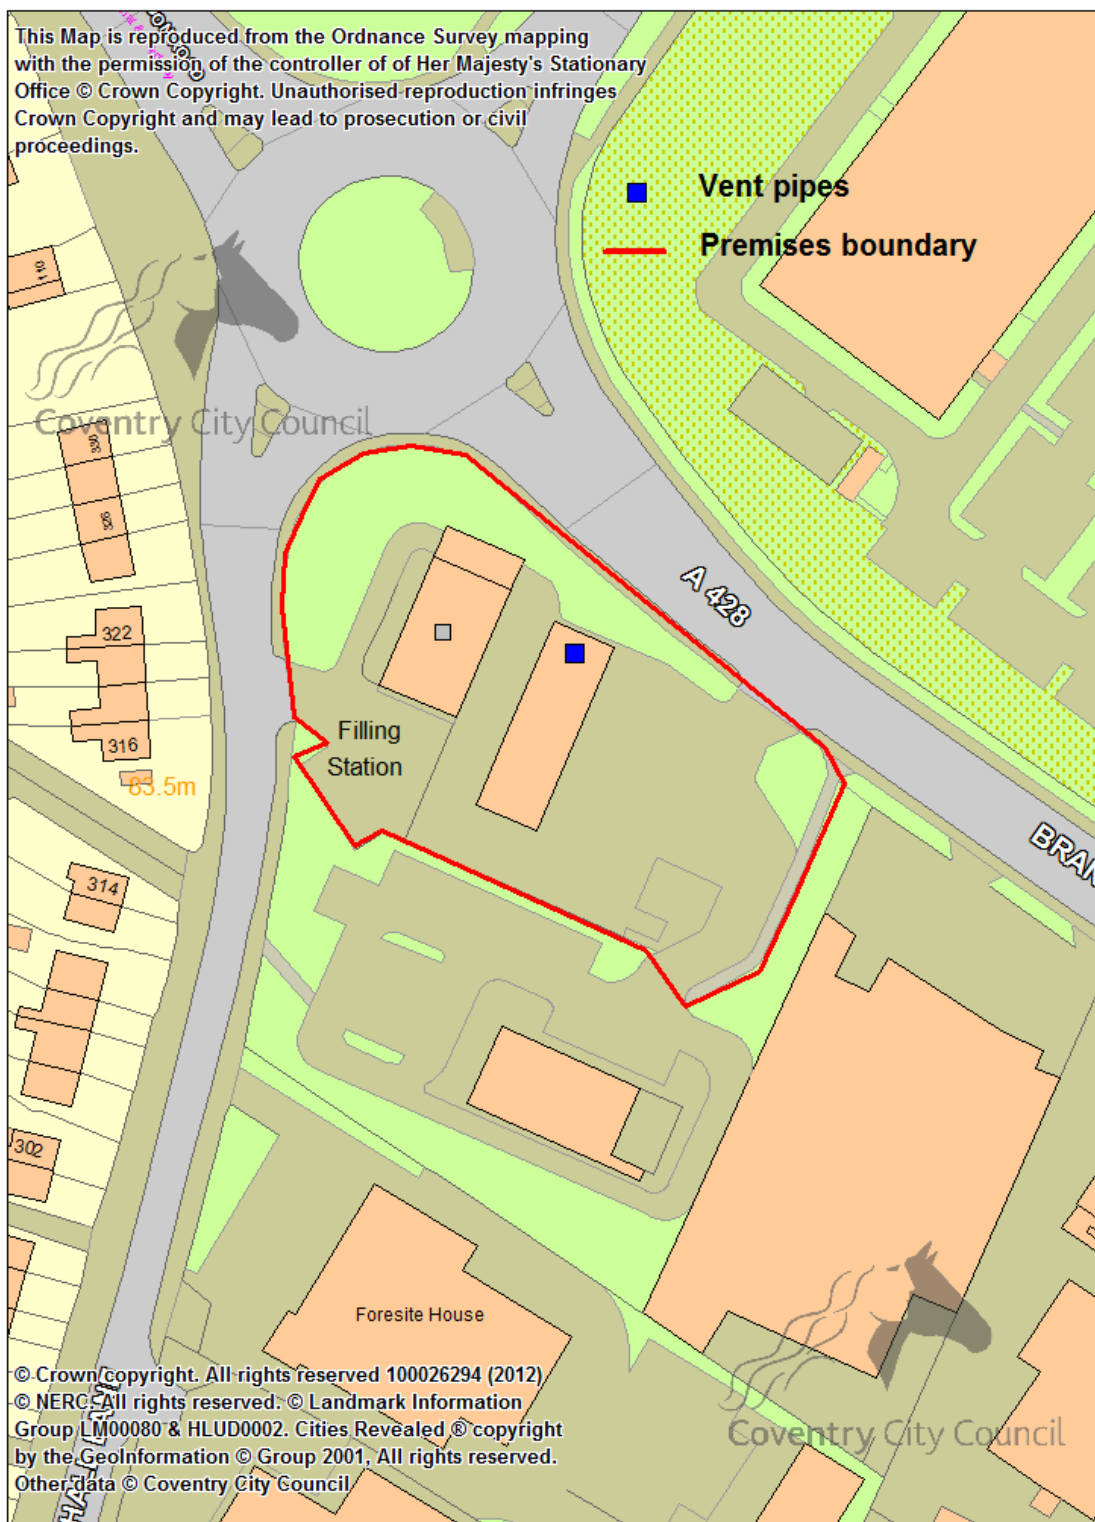 This Map is reproduced from the Ordnance Survey mapping
with the permission of the controller of of Her Majesty's Stationary
Office © Crown Copyright. Unauthorised reproduction infringes
Crown Copyright and may lead to prosecution or civil
proceedings.
Vent pipes
Premises boundary
110
Coventry City Council
320
326
A 428
322
Filling
Station
316
83.5m
BRAN
314
302
Foresite House
© Crown copyright. All rights reserved 100026294 (2012)
© NERC. All rights reserved. © Landmark Information
Group LM00080 & HLUD0002. Cities Revealed ® copyright
by the GeoInformation © Group 2001, All rights reserved.
Other data © Coventry City Council
Coventry City Council